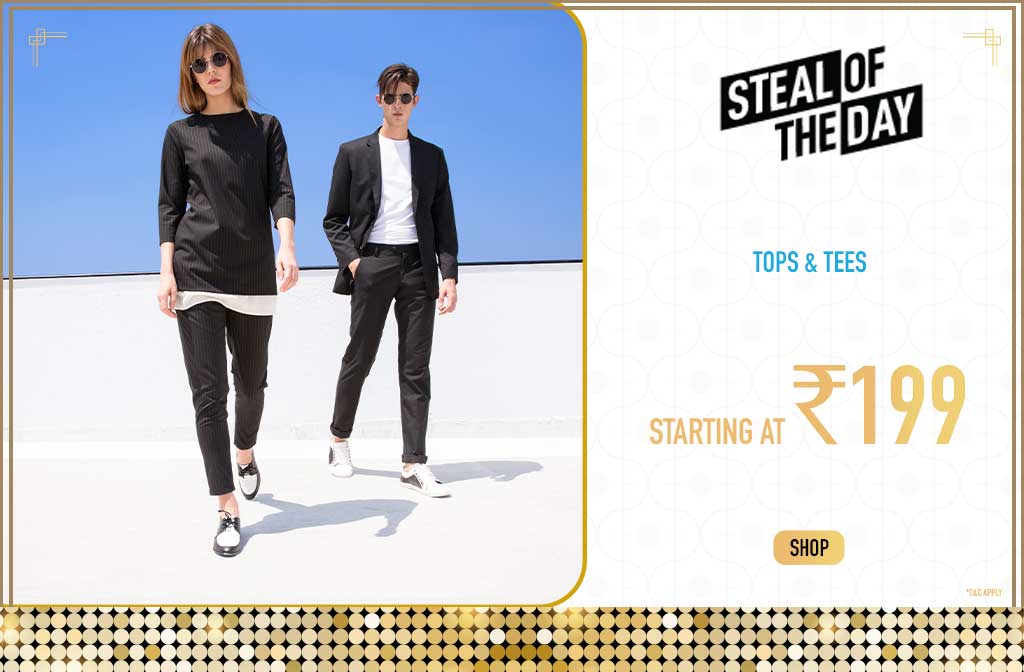 STEAL OF
THE DAY
TOPS & TEES
STARTING AT ₹199
SHOP
*T&C APPLY